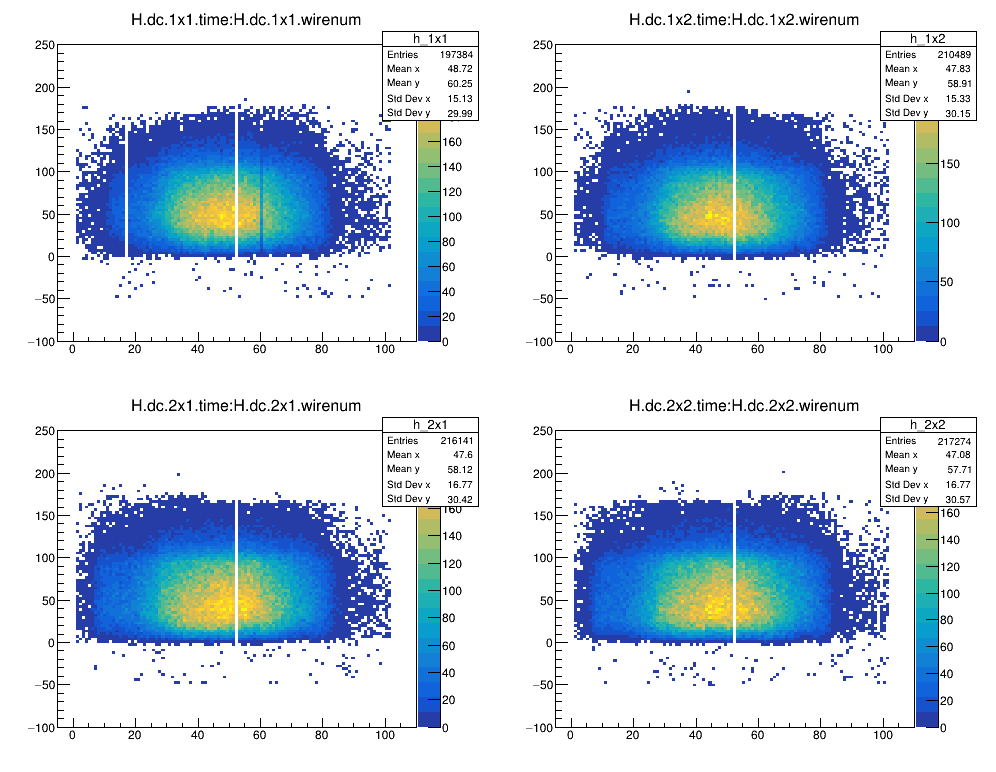 H.dc.1x1.time:H.dc.1x1.wirenum
h_1x1
Entries 197384
Mean x 48.72
Mean y 60.25
Std Dev x 15.13
Std Dev y 29.99
250
200
150
100
50
0
−50
−100
0 20 40 60 80 100
160
140
120
100
80
60
40
20
0
H.dc.1x2.time:H.dc.1x2.wirenum
h_1x2
Entries 210489
Mean x 47.83
Mean y 58.91
Std Dev x 15.33
Std Dev y 30.15
250
200
150
100
50
0
−50
−100
0 20 40 60 80 100
150
100
50
0
H.dc.2x1.time:H.dc.2x1.wirenum
h_2x1
Entries 216141
Mean x 47.6
Mean y 58.12
Std Dev x 16.77
Std Dev y 30.42
250
200
150
100
50
0
−50
−100
0 20 40 60 80 100
160
140
120
100
80
60
40
20
0
H.dc.2x2.time:H.dc.2x2.wirenum
h_2x2
Entries 217274
Mean x 47.08
Mean y 57.71
Std Dev x 16.77
Std Dev y 30.57
250
200
150
100
50
0
−50
−100
0 20 40 60 80 100
160
140
120
100
80
60
40
20
0